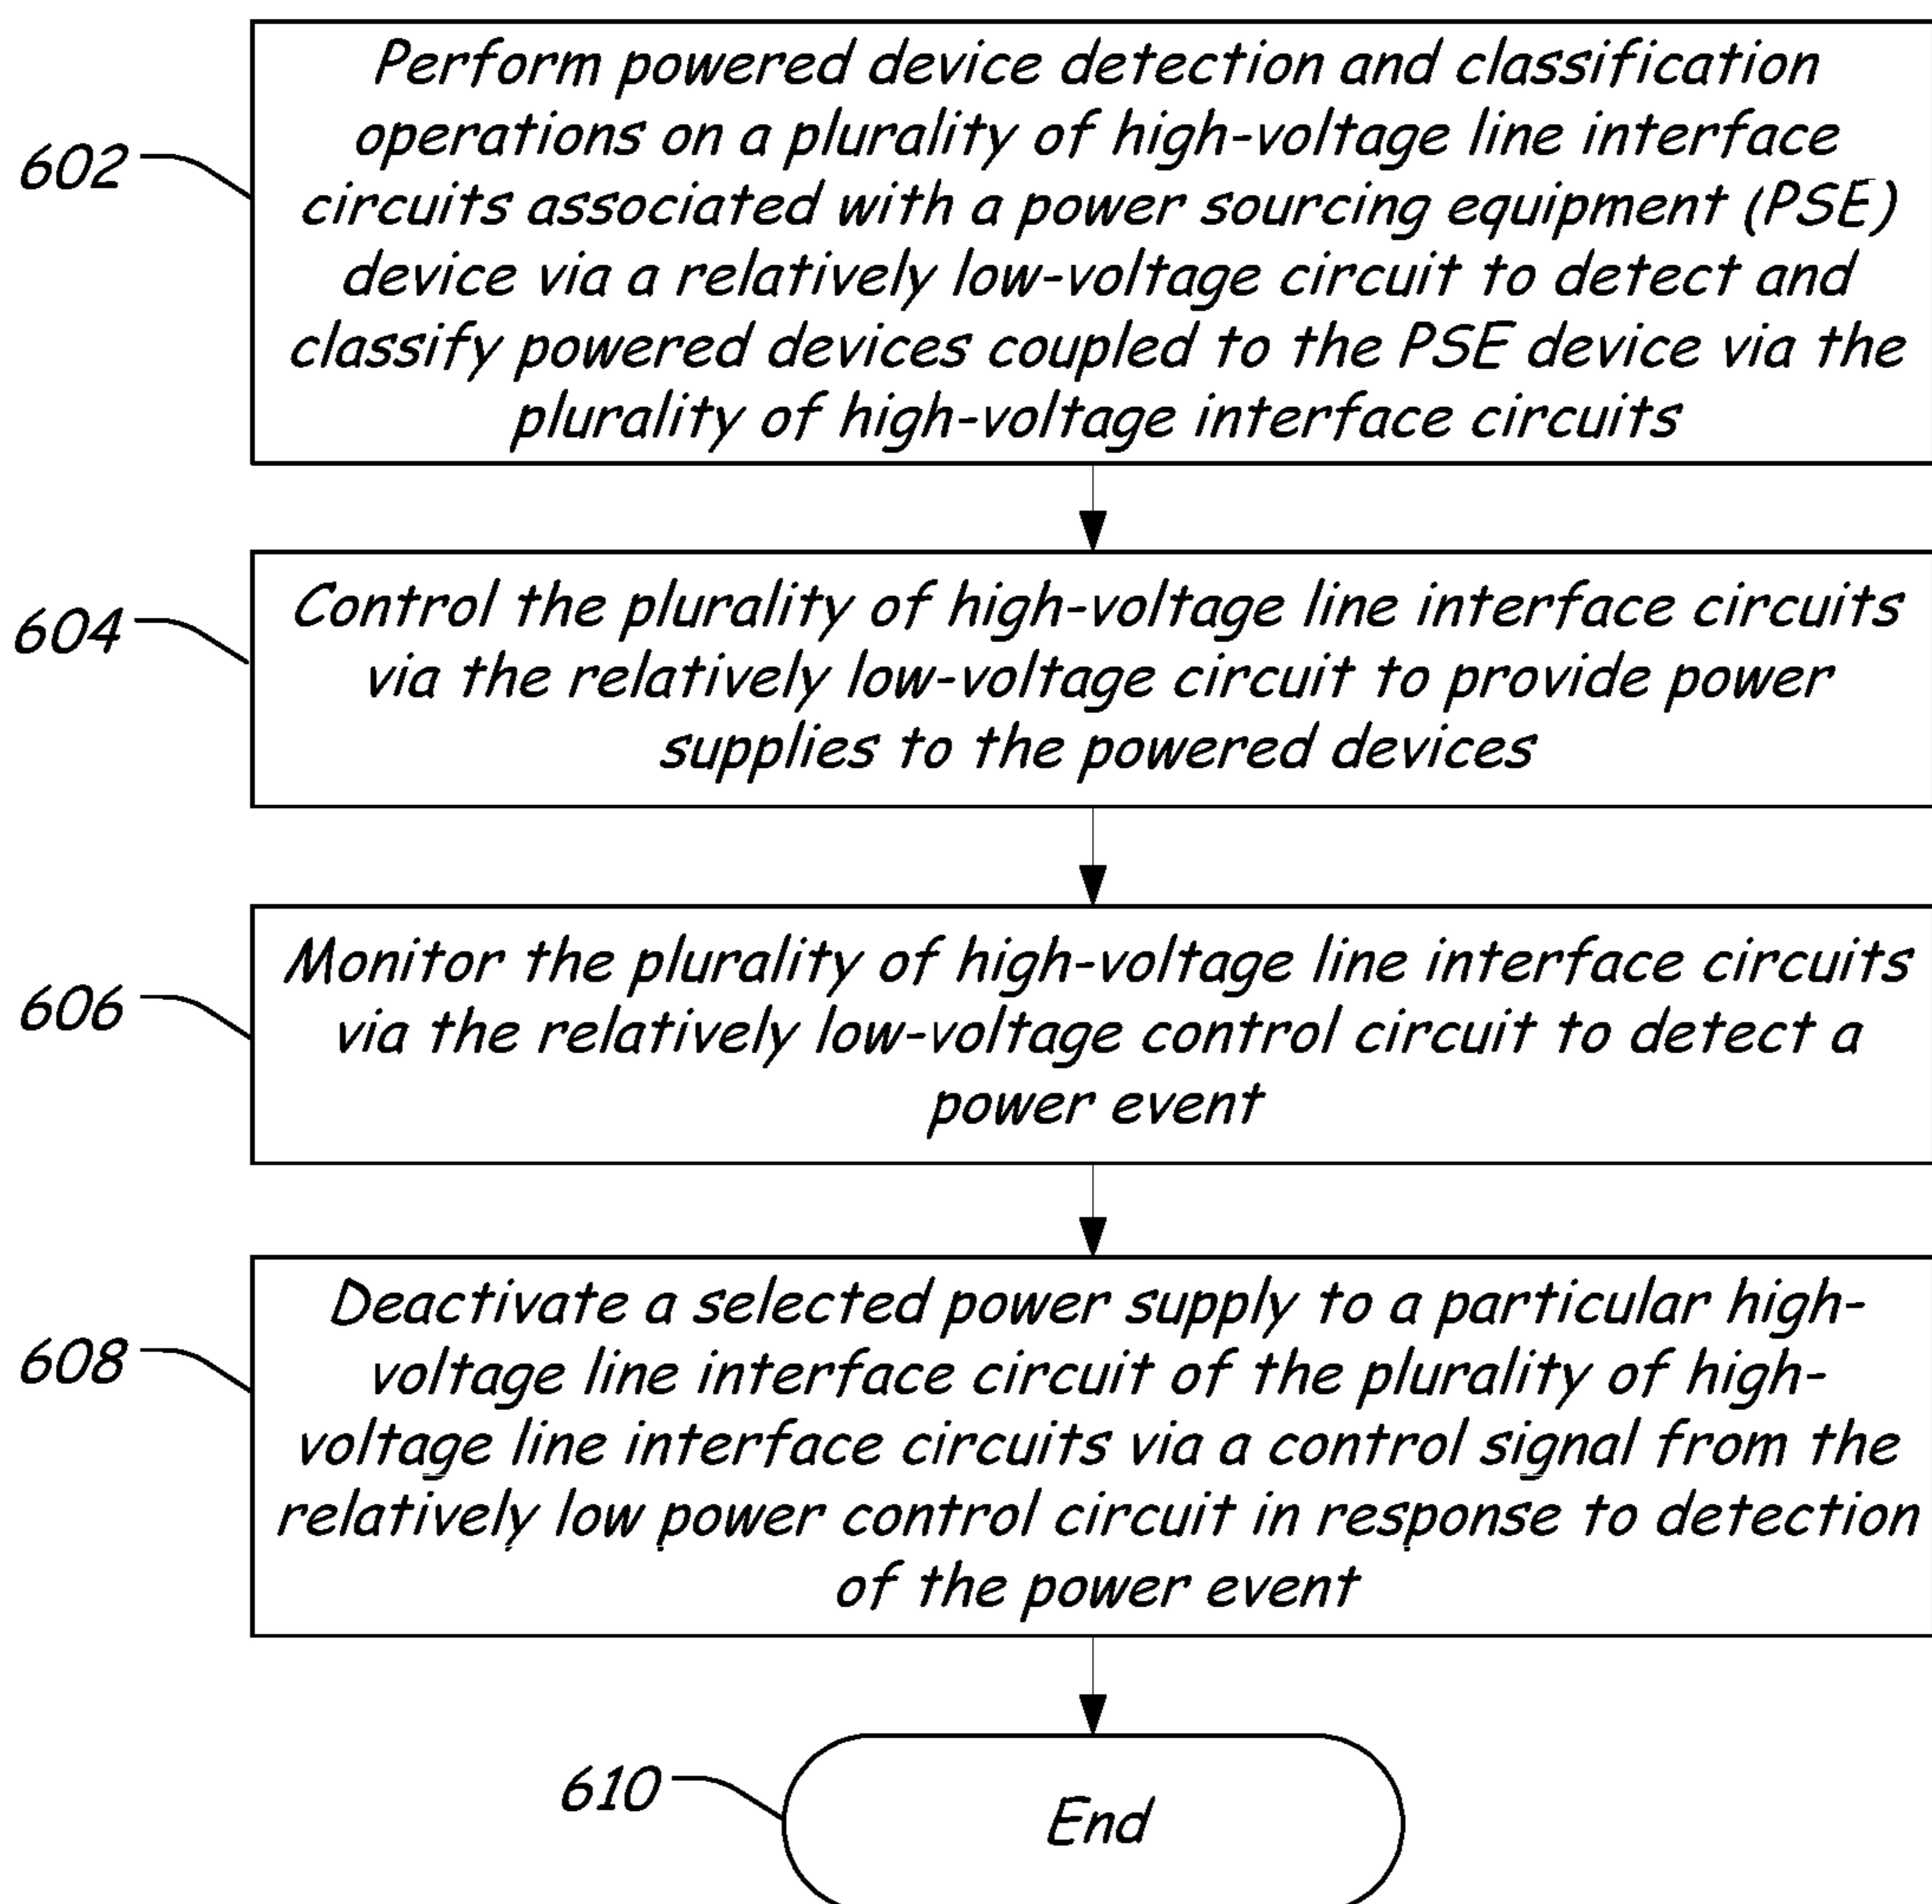 Perform powered device detection and classification
operations on a plurality of high-voltage line interface
circuits associated with a power sourcing equipment (PSE)
device via a relatively low-voltage circuit to detect and
classify powered devices coupled to the PSE device via the
plurality of high-voltage interface circuits
602
Control the plurality of high-voltage line interface circuits
via the relatively low-voltage circuit to provide power
supplies to the powered devices
604
Monitor the plurality of high-voltage line interface circuits
via the relatively low-voltage control circuit to detect a
power event
606
Deactivate a selected power supply to a particular high-
voltage line interface circuit of the plurality of high-
voltage line interface circuits via a control signal from the
relatively low power control circuit in response to detection
of the power event
608
End
610